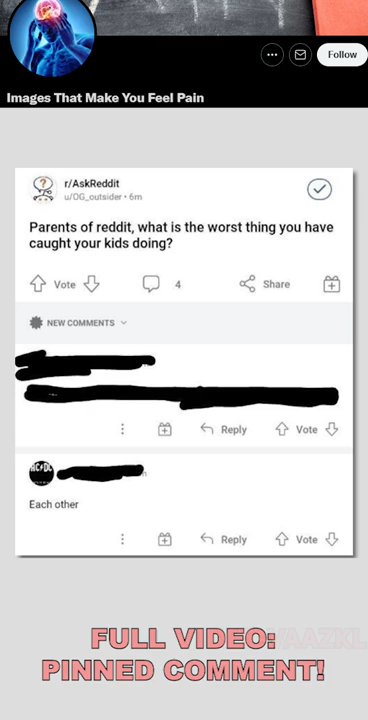 Follow
Images That Make You Feel Pain
r/AskReddit
u/OG_outsider • 6m
Parents of reddit, what is the worst thing you have
caught your kids doing?
Vote
4
Share
NEW COMMENTS
Reply
Vote
AC/DC
Each other
Reply
Vote
FULL VIDEO:
PINNED COMMENT!